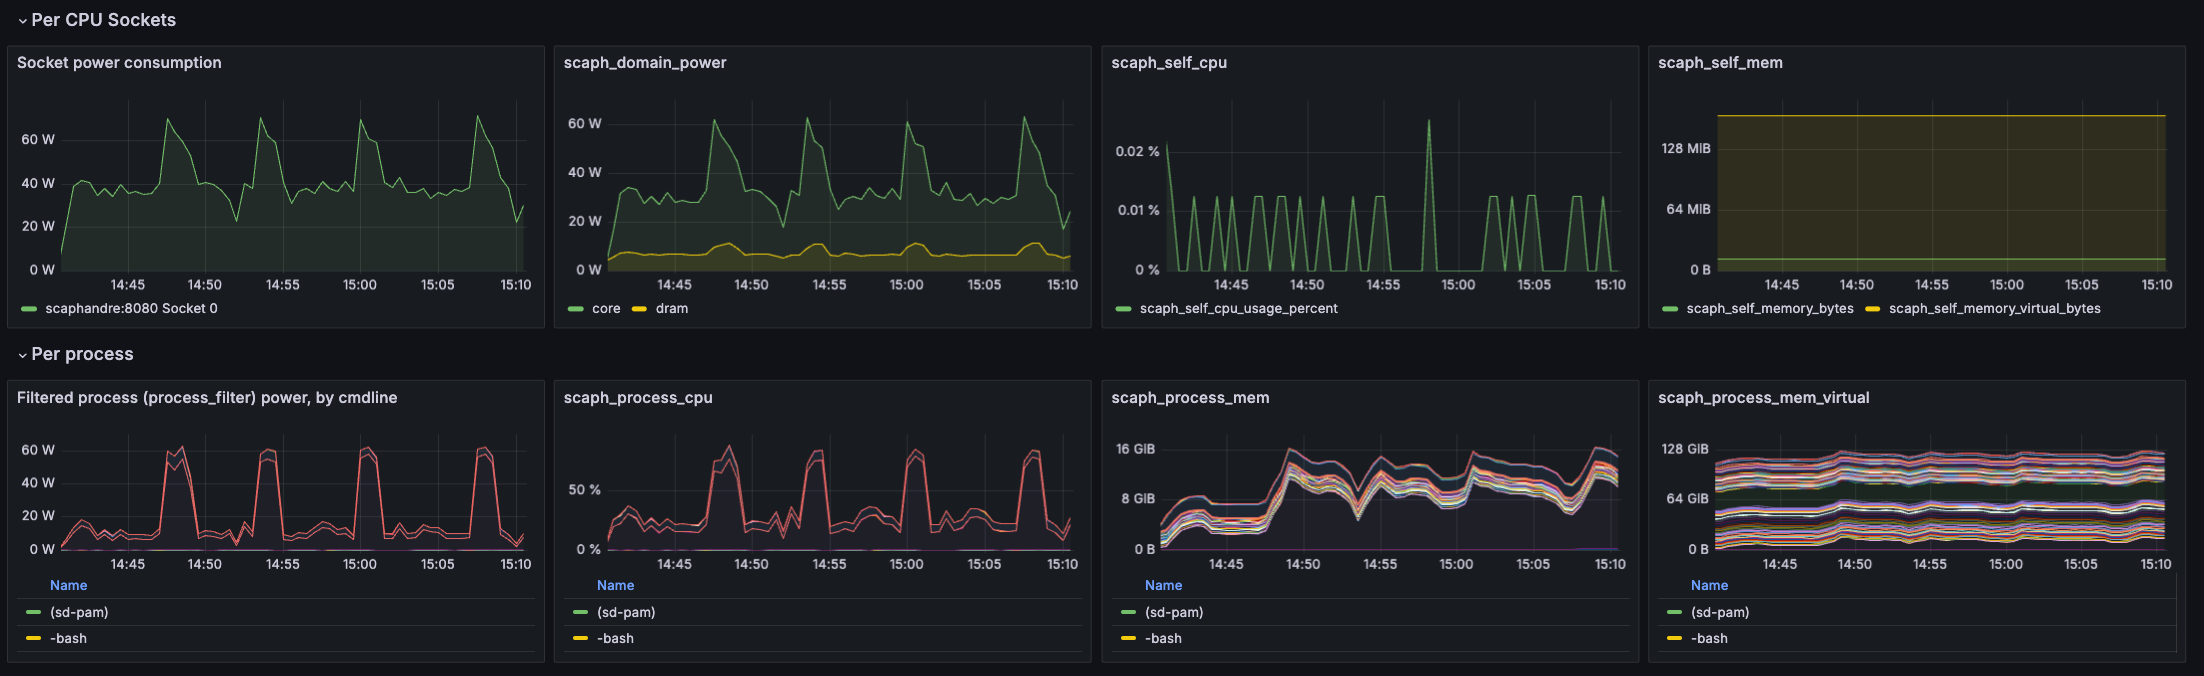 Per CPU Sockets
Socket power consumption
60 W
40 W
20 W
0 W
14:45 14:50 14:55 15:00 15:05 15:10
scaphandre:8080 Socket 0
scaph_domain_power
60 W
40 W
20 W
0 W
14:45 14:50 14:55 15:00 15:05 15:10
core dram
scaph_self_cpu
0.02 %
0.01 %
0 %
14:45 14:50 14:55 15:00 15:05 15:10
scaph_self_cpu_usage_percent
scaph_self_mem
128 MiB
64 MiB
0 B
14:45 14:50 14:55 15:00 15:05 15:10
scaph_self_memory_bytes scaph_self_memory_virtual_bytes
Per process
Filtered process (process_filter) power, by cmdline
60 W
40 W
20 W
0 W
14:45 14:50 14:55 15:00 15:05 15:10
Name
(sd-pam)
-bash
scaph_process_cpu
50 %
0 %
14:45 14:50 14:55 15:00 15:05 15:10
Name
(sd-pam)
-bash
scaph_process_mem
16 GiB
8 GiB
0 B
14:45 14:50 14:55 15:00 15:05 15:10
Name
(sd-pam)
-bash
scaph_process_mem_virtual
128 GiB
64 GiB
0 B
14:45 14:50 14:55 15:00 15:05 15:10
Name
(sd-pam)
-bash